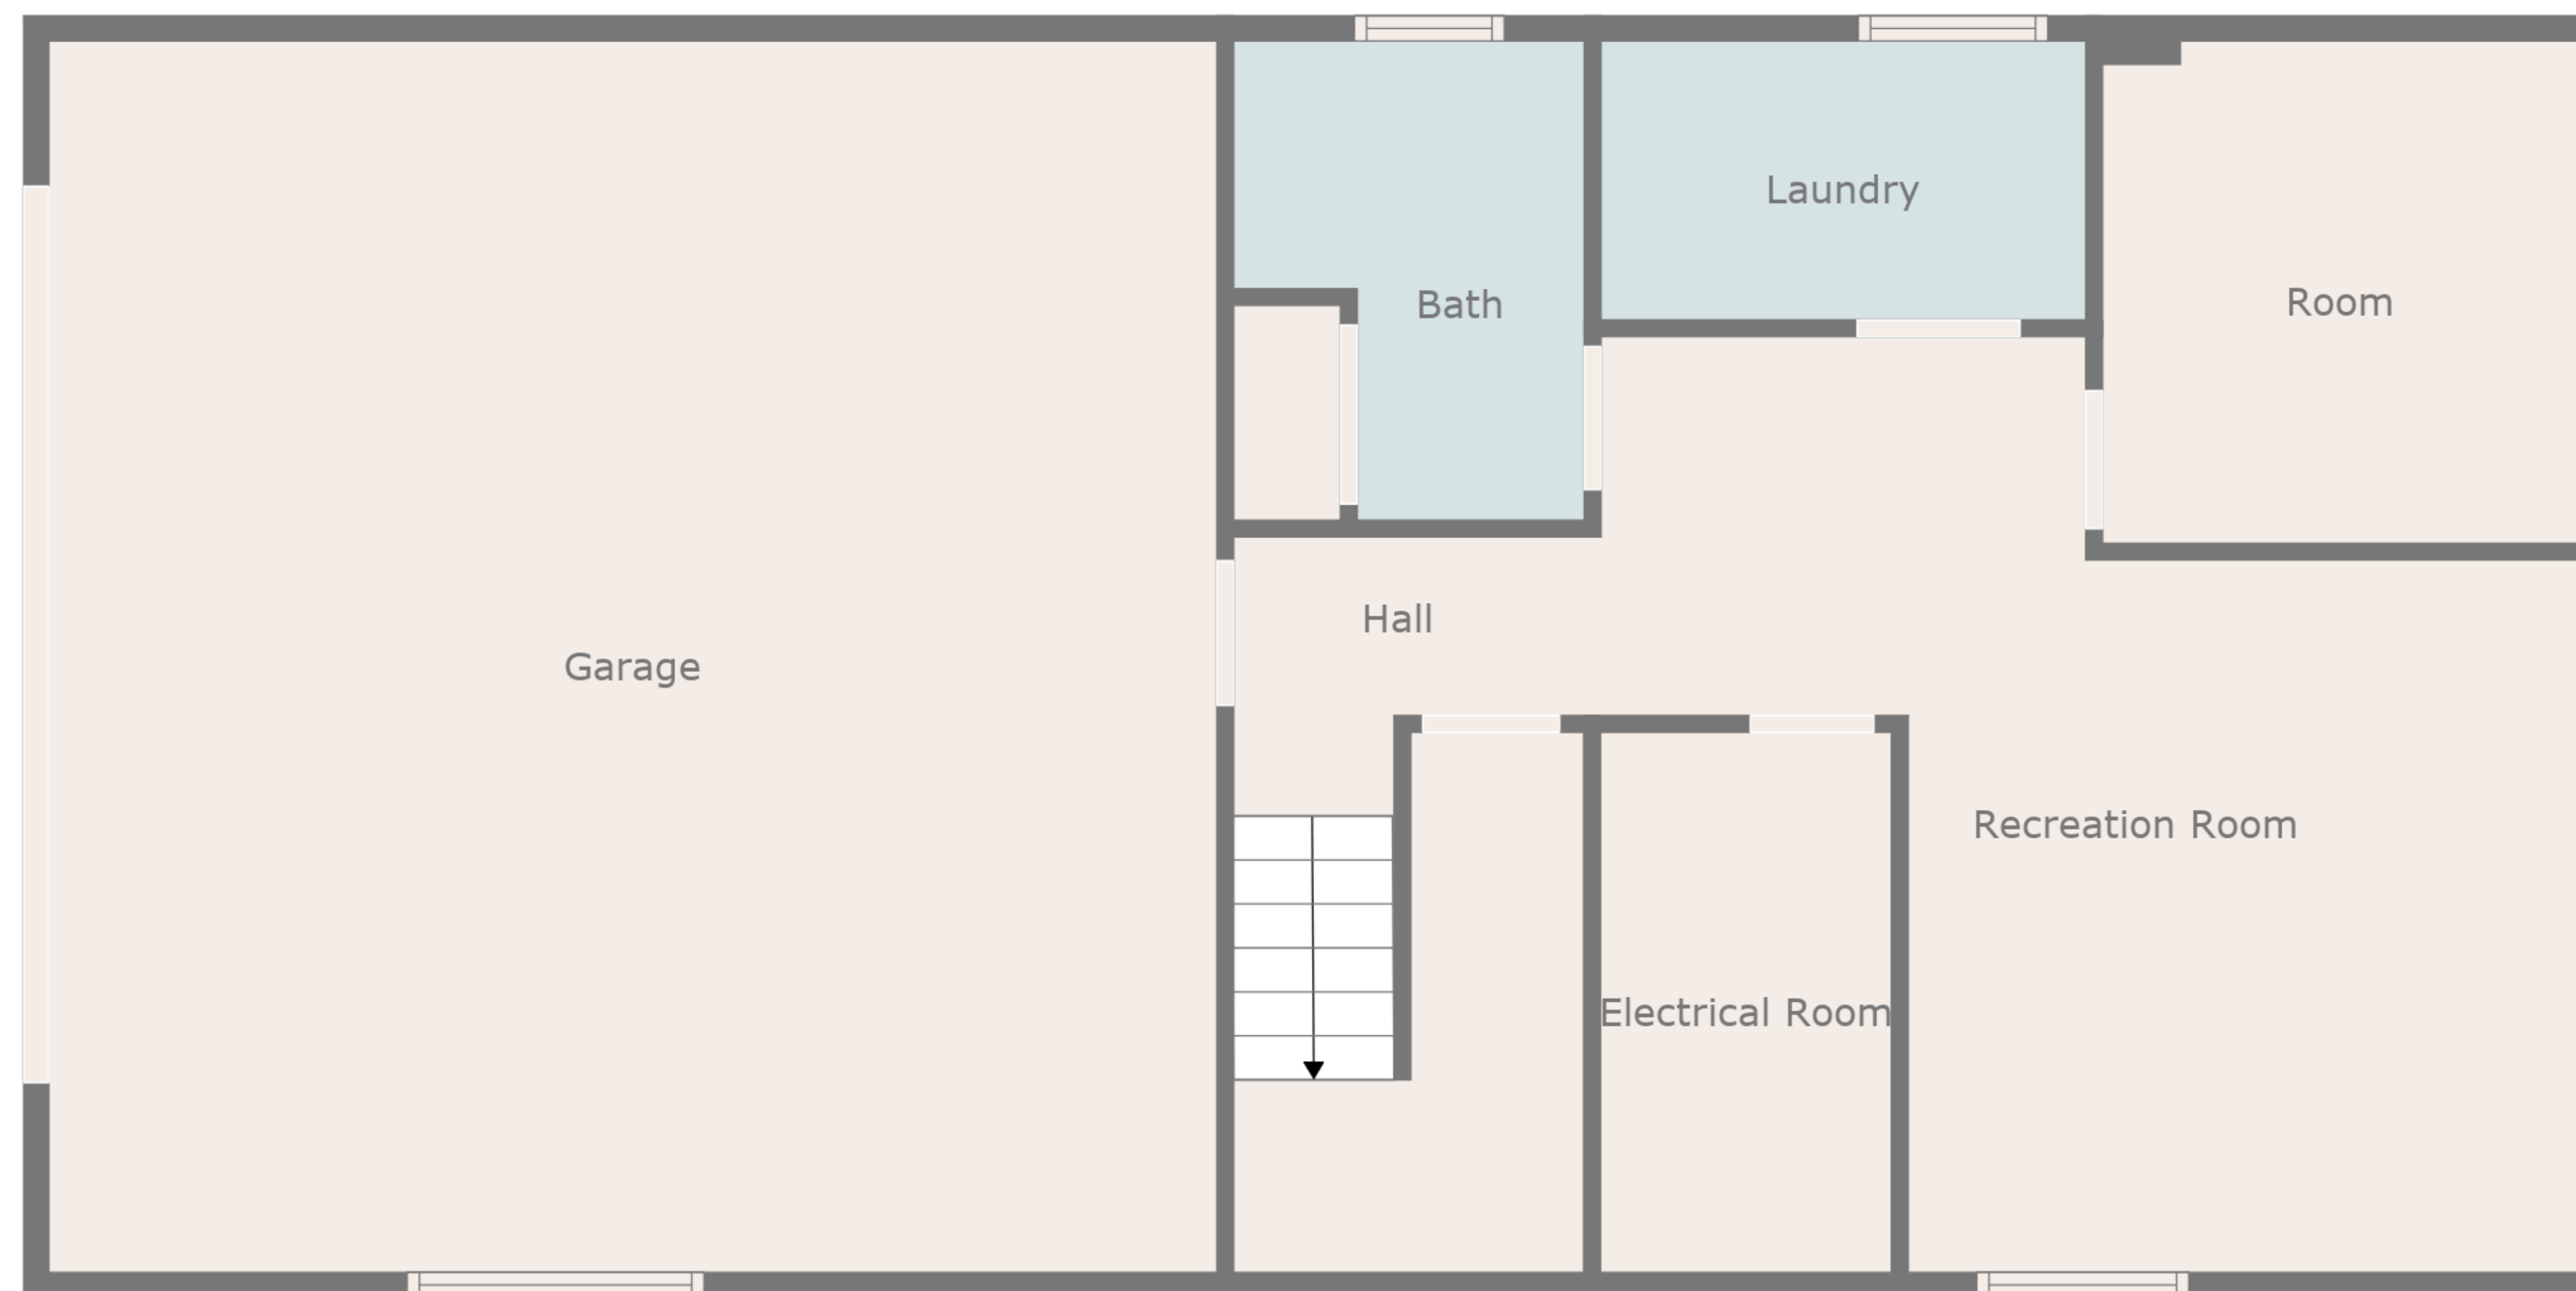 Laundry
Bath
Room
Hall
Garage
Recreation Room
Electrical Room